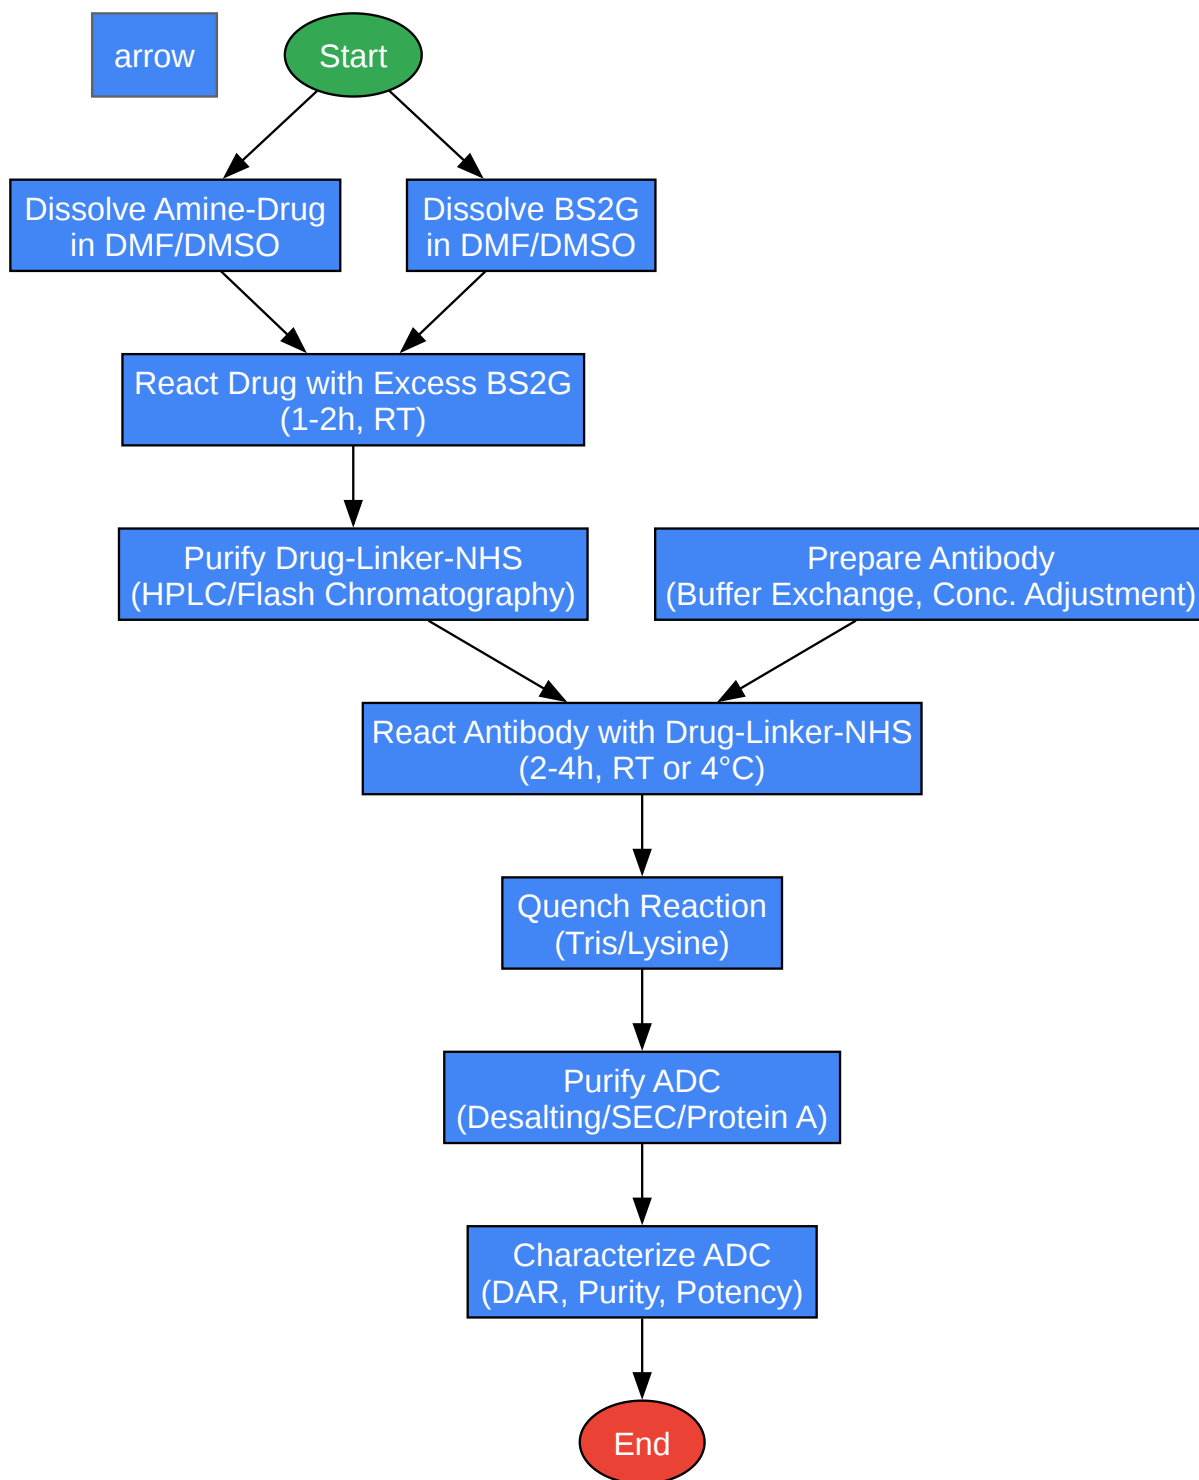 arrow
Start
Dissolve Amine-Drug
in DMF/DMSO
Dissolve BS2G
in DMF/DMSO
React Drug with Excess BS2G
(1-2h, RT)
Purify Drug-Linker-NHS
(HPLC/Flash Chromatography)
Prepare Antibody
(Buffer Exchange, Conc. Adjustment)
React Antibody with Drug-Linker-NHS
(2-4h, RT or 4°C)
Quench Reaction
(Tris/Lysine)
Purify ADC
(Desalting/SEC/Protein A)
Characterize ADC
(DAR, Purity, Potency)
End